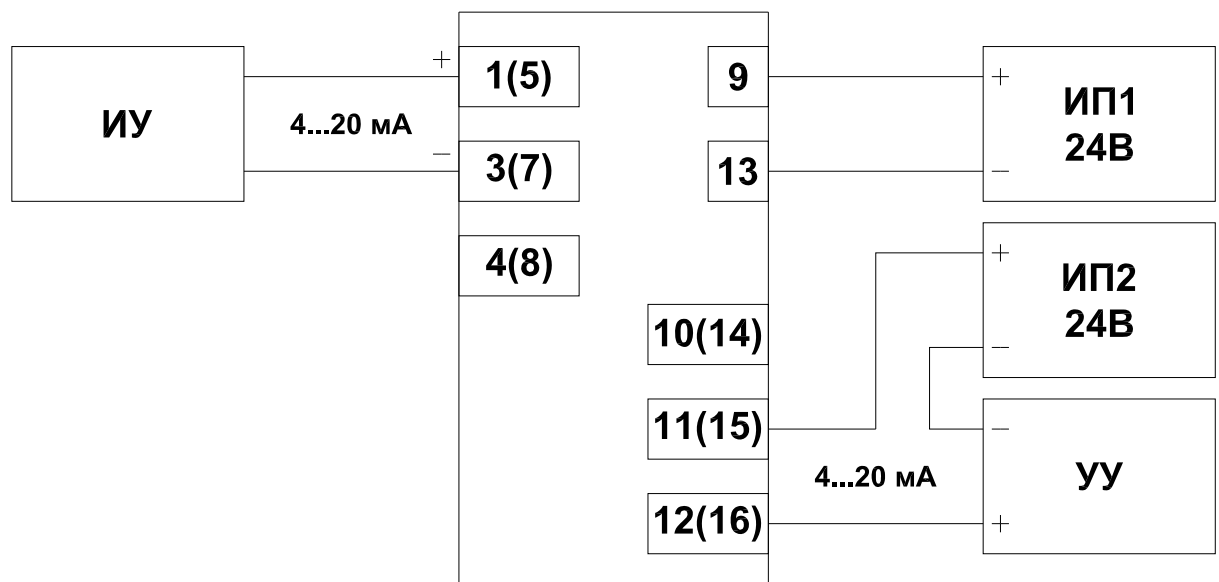 +
1(5)
ИУ
4...20 мА
−
3(7)
4(8)
9
13
+
ИП1
24В
−
10(14)
11(15)
12(16)
4...20 мА
+
ИП2
24В
−
−
УУ
+